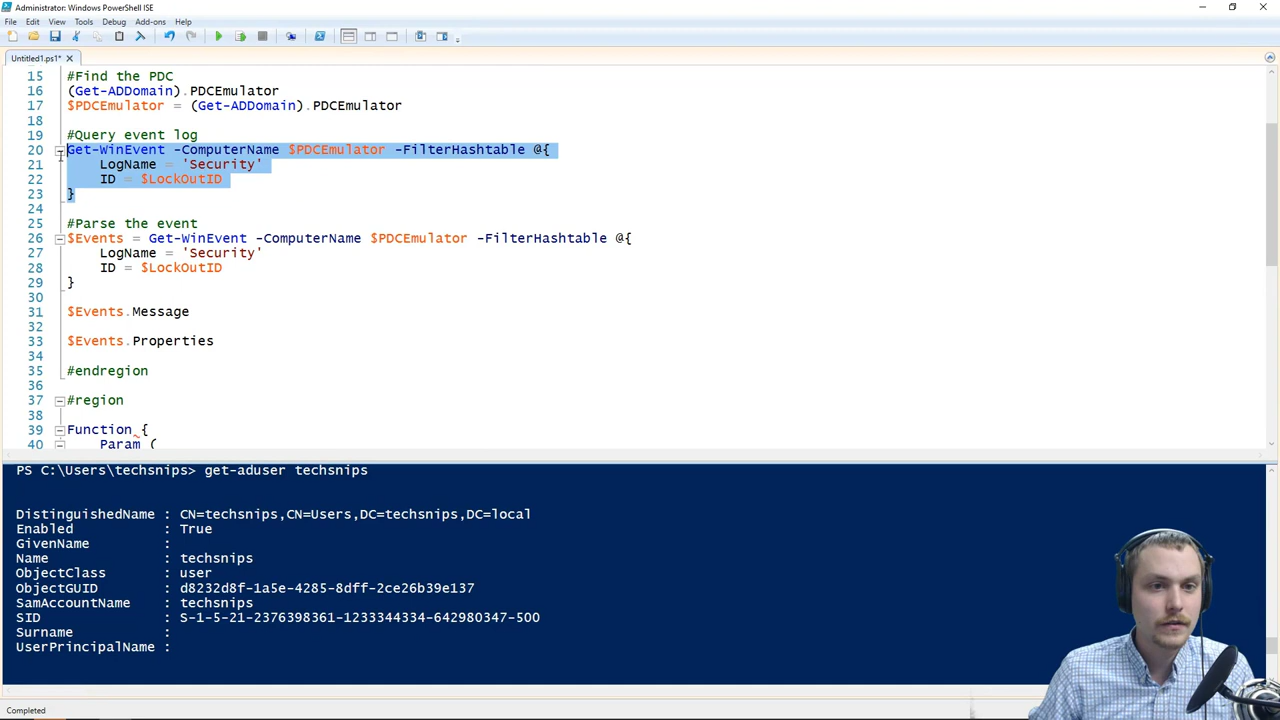 Administrator: Windows PowerShell ISE
File Edit View Tools Debug Add-ons Help
Untitled1.ps1*
15 #Find the PDC
16 (Get-ADDomain).PDCEmulator
17 $PDCEmulator = (Get-ADDomain).PDCEmulator
18
19 #Query event log
20 Get-WinEvent -ComputerName $PDCEmulator -FilterHashtable @{
21 LogName = 'Security'
22 ID = $LockOutID
23 }
24
25 #Parse the event
26 $Events = Get-WinEvent -ComputerName $PDCEmulator -FilterHashtable @{
27 LogName = 'Security'
28 ID = $LockOutID
29 }
30
31 $Events.Message
32
33 $Events.Properties
34
35 #endregion
36
37 #region
38
39 Function {
40 Param (
PS C:\Users\techsnips> get-aduser techsnips
DistinguishedName : CN=techsnips,CN=Users,DC=techsnips,DC=local
Enabled : True
GivenName :
Name : techsnips
ObjectClass : user
ObjectGUID : d8232d8f-1a5e-4285-8dff-2ce26b39e137
SamAccountName : techsnips
SID : S-1-5-21-2376398361-1233344334-642980347-500
Surname :
UserPrincipalName :
Completed